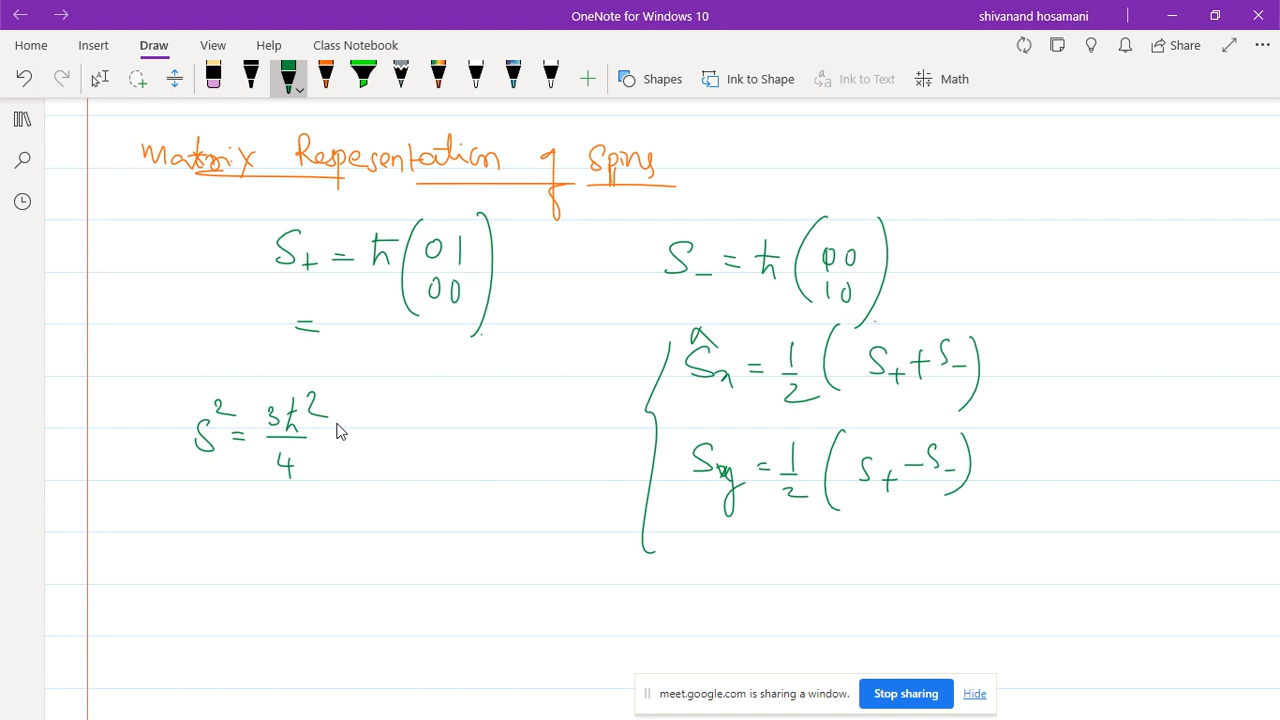 OneNote for Windows 10
shivanand hosamani
Home Insert Draw View Help Class Notebook
Share
Shapes
Ink to Shape
Ink to Text
Math
Matrix Respesentation of Spins
S₊ = ħ (0 1
0 0)
S₋ = ħ (0 0
1 0)
=
Ŝx = 1/2 ( S₊ + S₋ )
S² = 3ħ²/4
Sy = 1/2 ( S₊ − S₋ )
meet.google.com is sharing a window. Stop sharing Hide